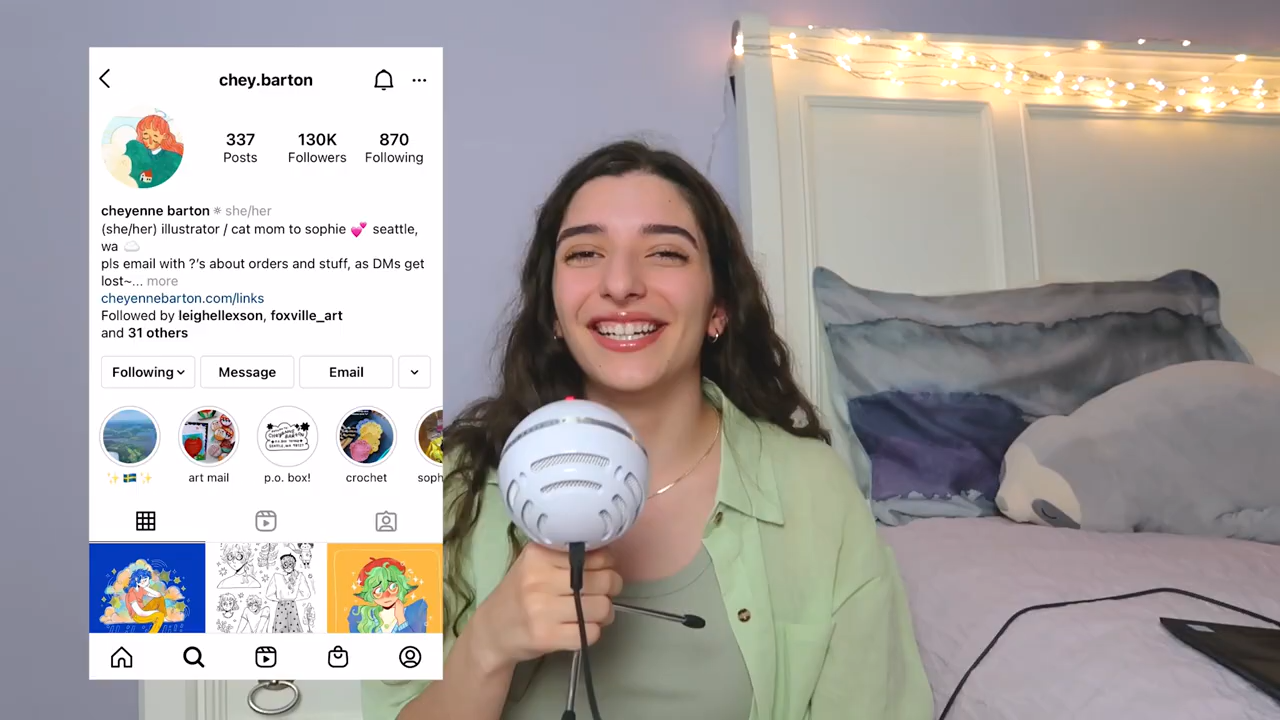 chey.barton
337
130K
870
Posts
Followers
Following
cheyenne barton ☀ she/her
(she/her) illustrator / cat mom to sophie 💕 seattle,
wa ☁️
pls email with ?'s about orders and stuff, as DMs get
lost~... more
cheyennebarton.com/links
Followed by leighellexson, foxville_art
and 31 others
Following
Message
Email
CHEYENNE
BARTON
✨ 🇸🇪 ✨
art mail
p.o. box!
crochet
soph